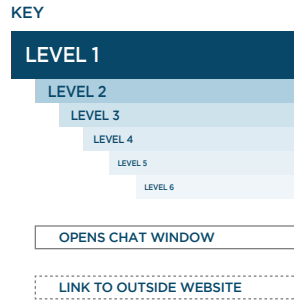 KEY
LEVEL 1
LEVEL 2
LEVEL 3
LEVEL 4
LEVEL 5
LEVEL 6
OPENS CHAT WINDOW
LINK TO OUTSIDE WEBSITE